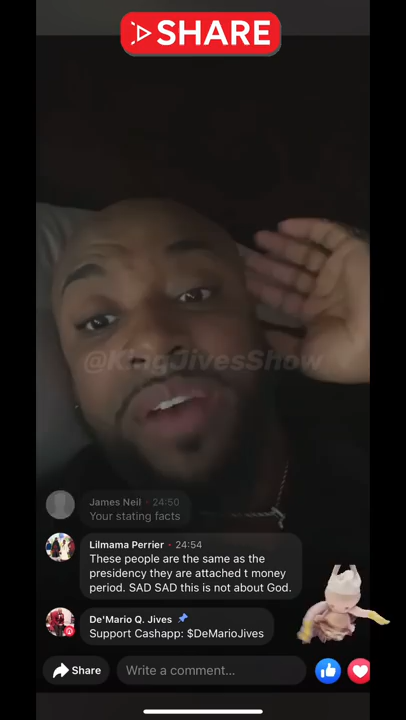 SHARE
@KingJivesShow
James Neil · 24:50
Your stating facts
Lilmama Perrier · 24:54
These people are the same as the
presidency they are attached t money
period. SAD SAD this is not about God.
De'Mario Q. Jives
Support Cashapp: $DeMarioJives
Share
Write a comment...